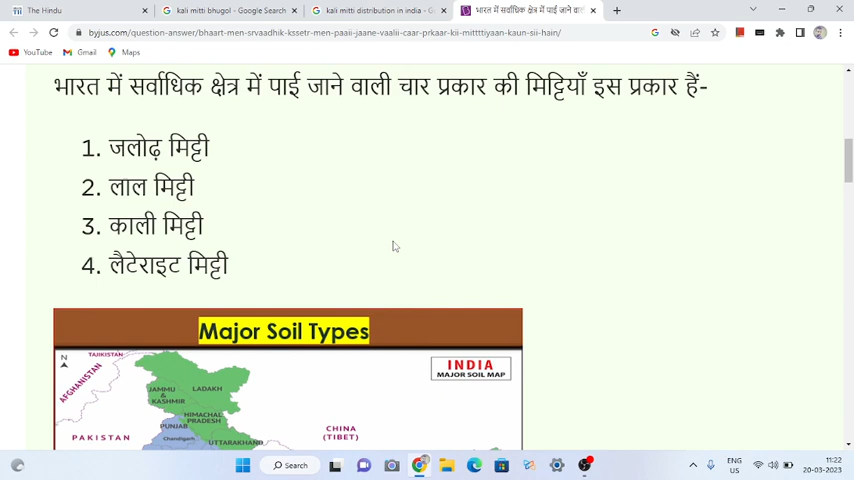 The Hindu
kali mitti bhugol - Google Search
kali mitti distribution in india - G
भारत में सर्वाधिक क्षेत्र में पाई जाने वाल
byjus.com/question-answer/bhaart-men-srvaadhik-kssetr-men-paaii-jaane-vaalii-caar-prkaar-kii-mittttiyaan-kaun-sii-hain/
YouTube
Gmail
Maps
भारत में सर्वाधिक क्षेत्र में पाई जाने वाली चार प्रकार की मिट्टियाँ इस प्रकार हैं-
1. जलोढ़ मिट्टी
2. लाल मिट्टी
3. काली मिट्टी
4. लैटेराइट मिट्टी
Major Soil Types
N
TAJIKISTAN
AFGHANISTAN
INDIA
MAJOR SOIL MAP
JAMMU
&
KASHMIR
LADAKH
HIMACHAL
PRADESH
PUNJAB
Chandigarh
UTTARAKHAND
PAKISTAN
CHINA
(TIBET)
Search
ENG
US
11:22
20-03-2023